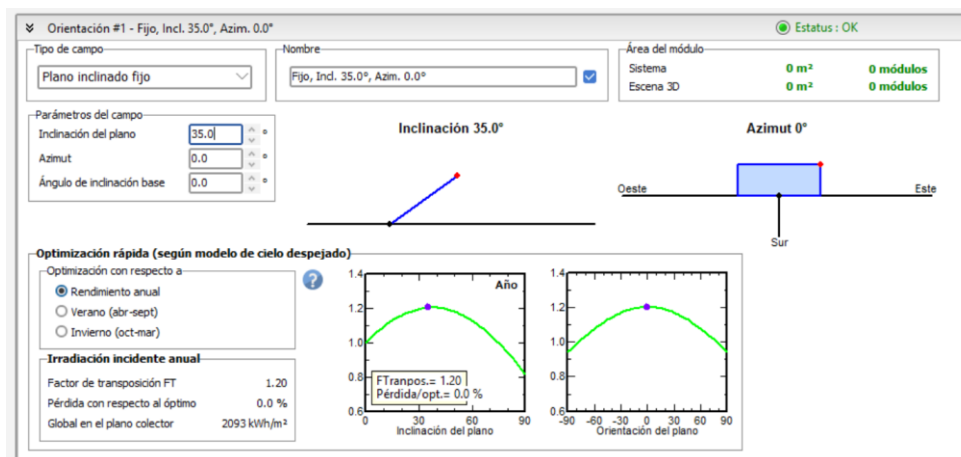 Orientación #1 - Fijo, Incl. 35.0°, Azim. 0.0°
Estatus : OK
Tipo de campo
Plano inclinado fijo
Nombre
Fijo, Incl. 35.0°, Azim. 0.0°
Área del módulo
Sistema 0 m² 0 módulos
Escena 3D 0 m² 0 módulos
Parámetros del campo
Inclinación del plano 35.0 °
Azimut 0.0 °
Ángulo de inclinación base 0.0 °
Inclinación 35.0°
Azimut 0°
Oeste
Este
Sur
Optimización rápida (según modelo de cielo despejado)
Optimización con respecto a
Rendimiento anual
Verano (abr-sept)
Invierno (oct-mar)
?
Irradiación incidente anual
Factor de transposición FT 1.20
Pérdida con respecto al óptimo 0.0 %
Global en el plano colector 2093 kWh/m²
Año
1.4
1.2
1.0
0.8
0.6
FTranpos.= 1.20
Pérdida/opt.= 0.0 %
0 30 60 90
Inclinación del plano
1.4
1.2
1.0
0.8
0.6
-90 -60 -30 0 30 60 90
Orientación del plano